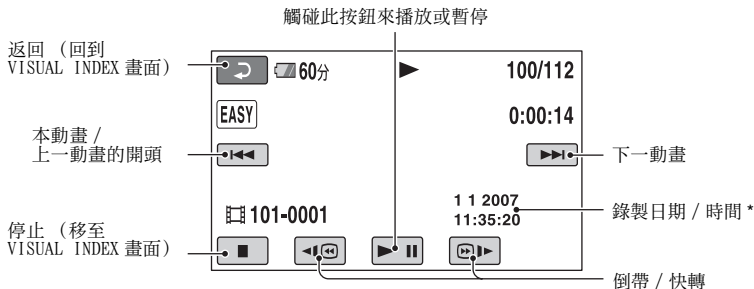 觸碰此按鈕來播放或暫停
返回 （回到
VISUAL INDEX 畫面）
60分
100/112
EASY
0:00:14
本動畫 /
上一動畫的開頭
下一動畫
101-0001
1 1 2007
11:35:20
錄製日期 / 時間 *
停止 （移至
VISUAL INDEX 畫面）
倒帶 / 快轉